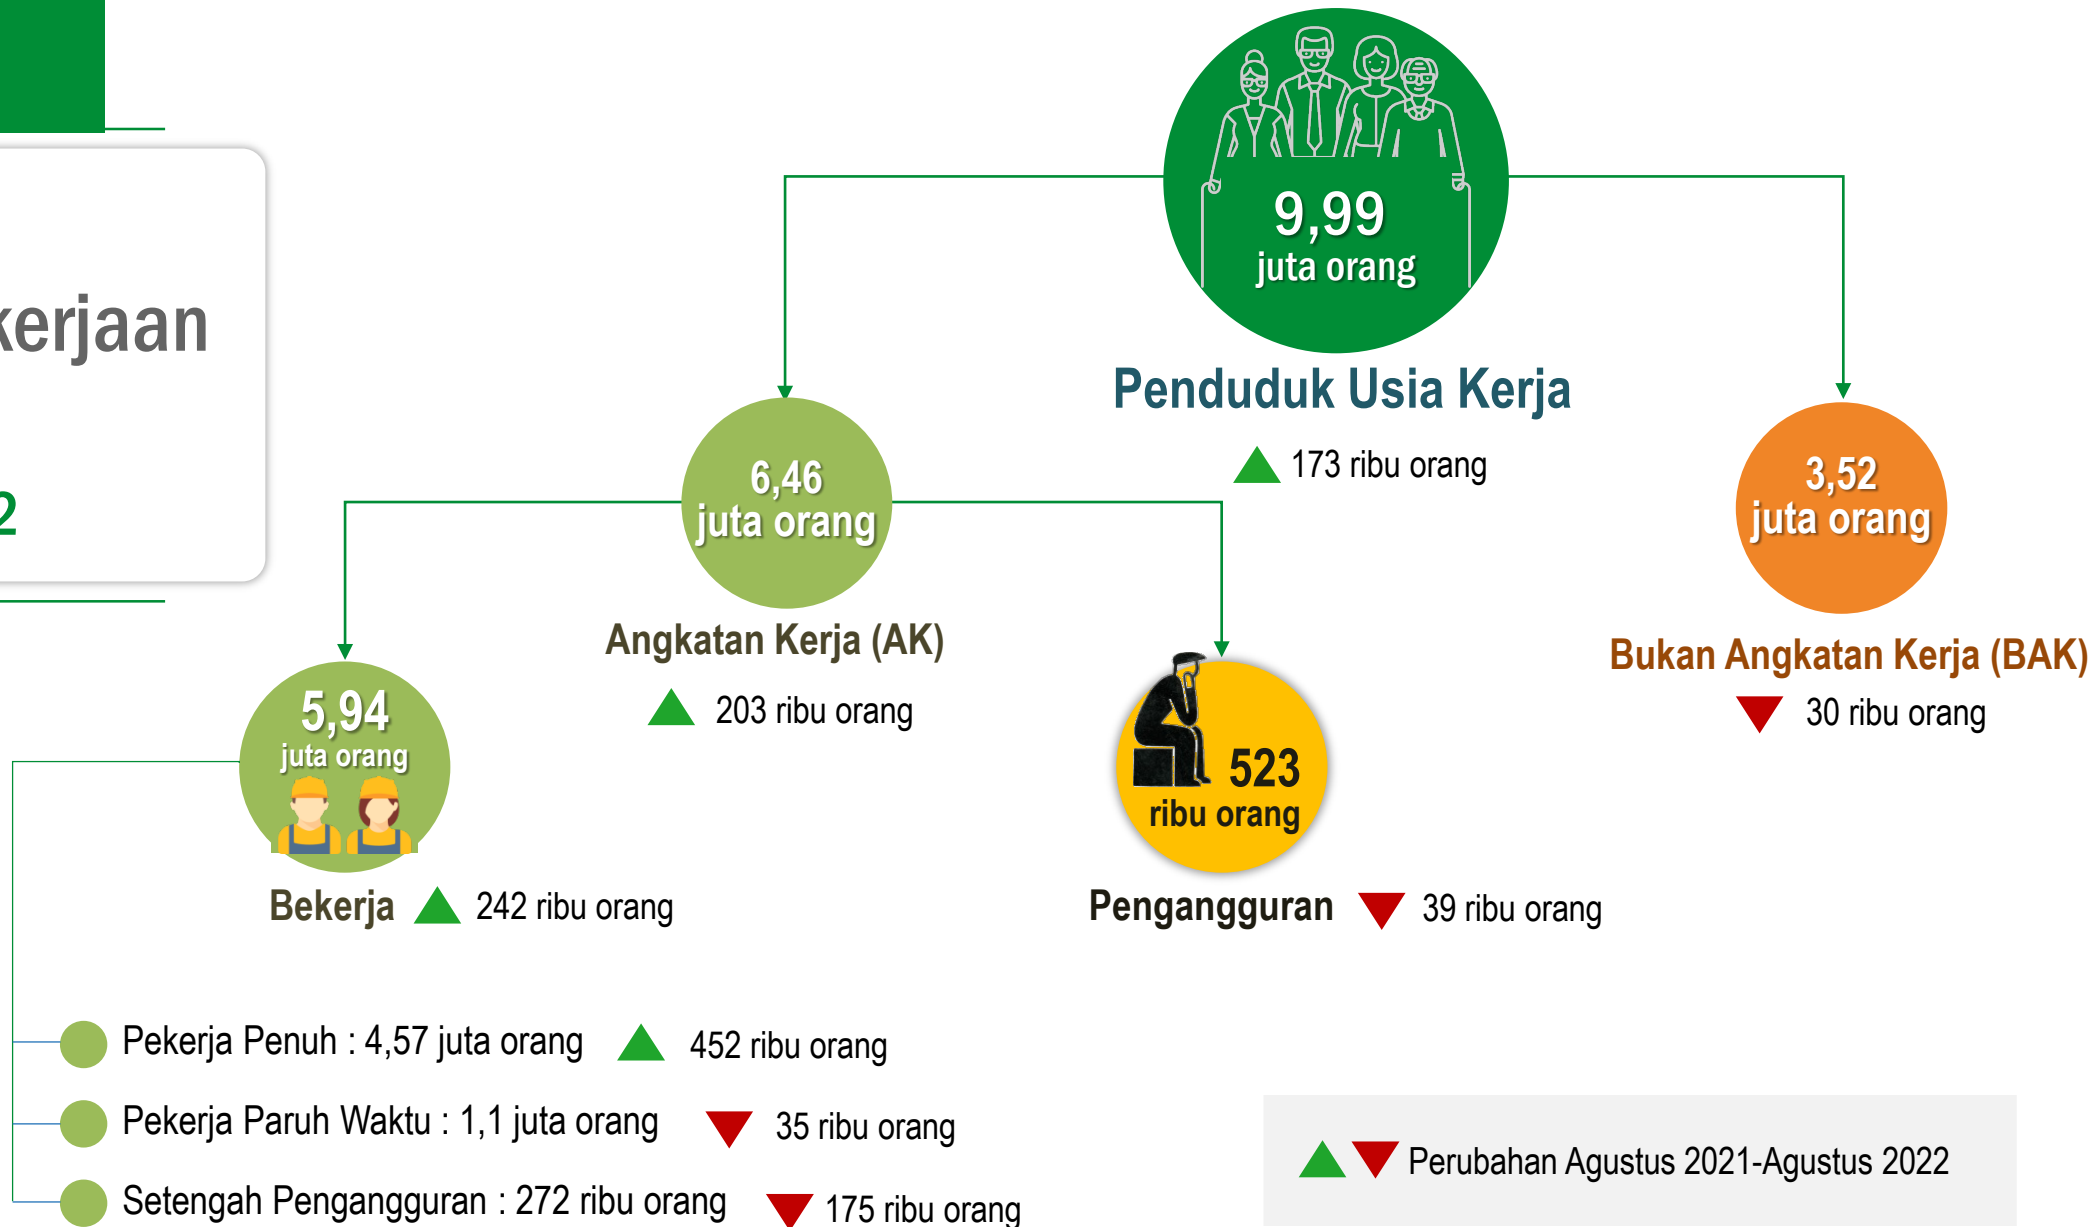 kerjaan
2
9,99
juta orang
Penduduk Usia Kerja
173 ribu orang
6,46
juta orang
Angkatan Kerja (AK)
203 ribu orang
3,52
juta orang
Bukan Angkatan Kerja (BAK)
30 ribu orang
5,94
juta orang
Bekerja 242 ribu orang
523
ribu orang
Pengangguran 39 ribu orang
Pekerja Penuh : 4,57 juta orang 452 ribu orang
Pekerja Paruh Waktu : 1,1 juta orang 35 ribu orang
Setengah Pengangguran : 272 ribu orang 175 ribu orang
Perubahan Agustus 2021-Agustus 2022